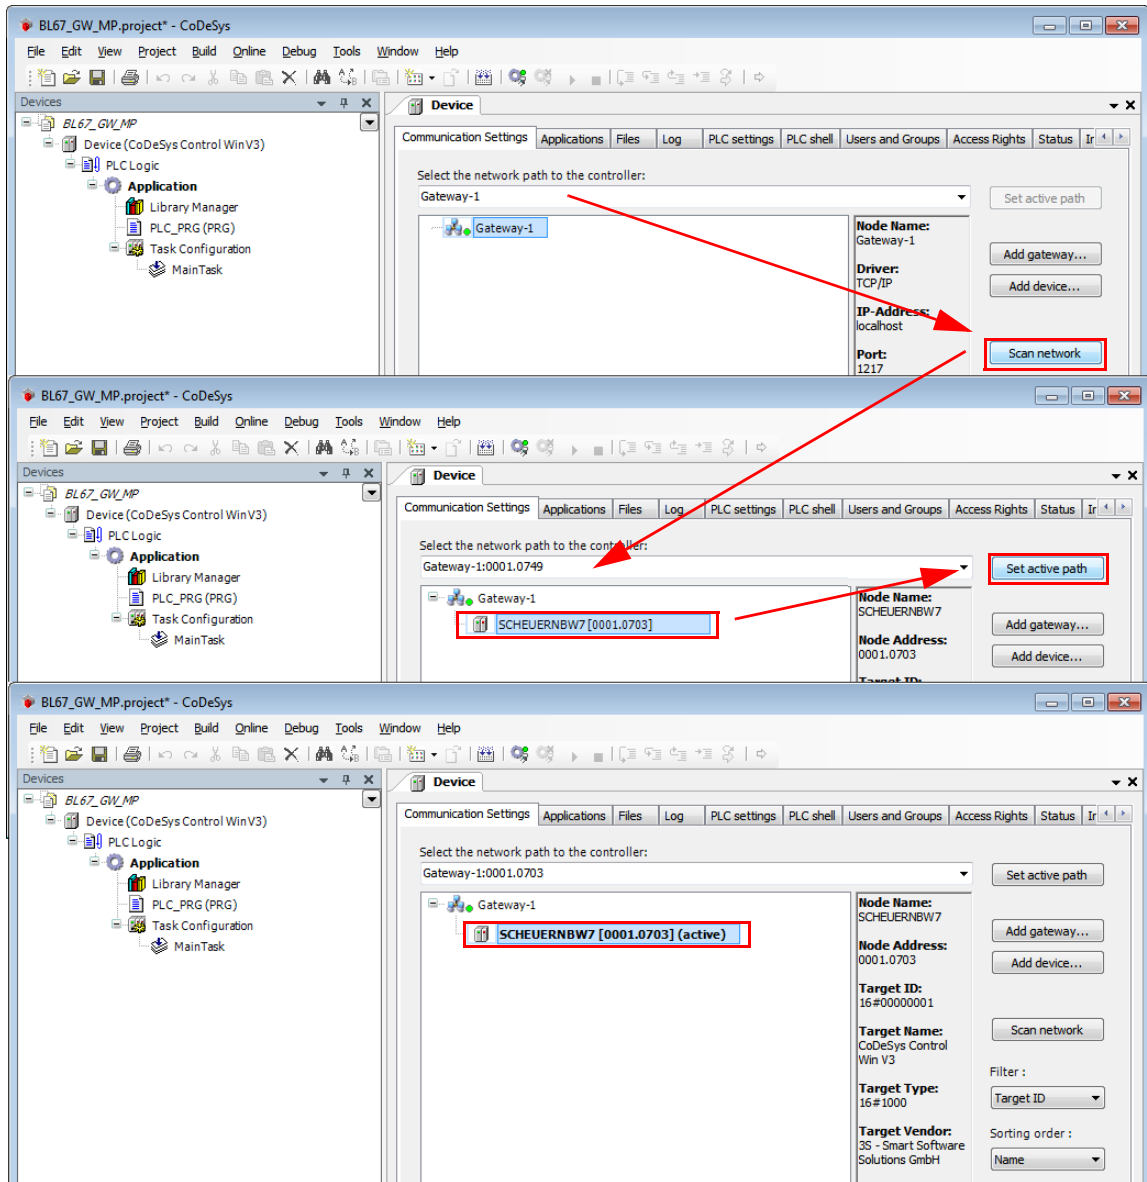 BL67_GW_MP.project* - CoDeSys
File Edit View Project Build Online Debug Tools Window Help
Devices
BL67_GW_MP
Device (CoDeSys Control Win V3)
PLC Logic
Application
Library Manager
PLC_PRG (PRG)
Task Configuration
MainTask
Device
Communication Settings Applications Files Log PLC settings PLC shell Users and Groups Access Rights Status Ir
Select the network path to the controller:
Gateway-1
Set active path
Gateway-1
Node Name:
Gateway-1
Driver:
TCP/IP
IP-Address:
localhost
Port:
1217
Add gateway...
Add device...
Scan network
BL67_GW_MP.project* - CoDeSys
File Edit View Project Build Online Debug Tools Window Help
Devices
BL67_GW_MP
Device (CoDeSys Control Win V3)
PLC Logic
Application
Library Manager
PLC_PRG (PRG)
Task Configuration
MainTask
Device
Communication Settings Applications Files Log PLC settings PLC shell Users and Groups Access Rights Status Ir
Select the network path to the controller:
Gateway-1:0001.0749
Set active path
Gateway-1
SCHEUERNBW7 [0001.0703]
Node Name:
SCHEUERNBW7
Node Address:
0001.0703
Target ID:
Add gateway...
Add device...
BL67_GW_MP.project* - CoDeSys
File Edit View Project Build Online Debug Tools Window Help
Devices
BL67_GW_MP
Device (CoDeSys Control Win V3)
PLC Logic
Application
Library Manager
PLC_PRG (PRG)
Task Configuration
MainTask
Device
Communication Settings Applications Files Log PLC settings PLC shell Users and Groups Access Rights Status Ir
Select the network path to the controller:
Gateway-1:0001.0703
Set active path
Gateway-1
SCHEUERNBW7 [0001.0703] (active)
Node Name:
SCHEUERNBW7
Node Address:
0001.0703
Target ID:
16#00000001
Target Name:
CoDeSys Control
Win V3
Target Type:
16#1000
Target Vendor:
3S - Smart Software
Solutions GmbH
Add gateway...
Add device...
Scan network
Filter :
Target ID
Sorting order :
Name